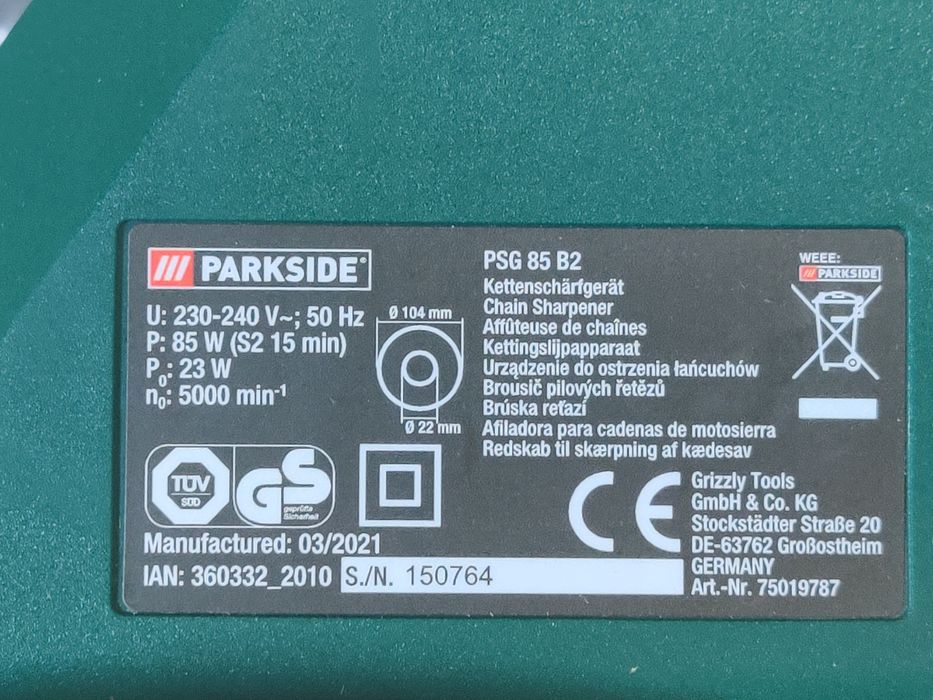 PARKSIDE®
U: 230-240 V~; 50 Hz
P: 85 W (S2 15 min)
P₀: 23 W
n₀: 5000 min⁻¹
Ø 104 mm
Ø 22 mm
PSG 85 B2
Kettenschärfgerät
Chain Sharpener
Affûteuse de chaînes
Kettingslijpapparaat
Urządzenie do ostrzenia łańcuchów
Brousič pilových řetězů
Brúska reťazí
Afiladora para cadenas de motosierra
Redskab til skærpning af kædesav
WEEE:
PARKSIDE
TÜV
SÜD
GS
geprüfte
Sicherheit
CE
Grizzly Tools
GmbH & Co. KG
Stockstädter Straße 20
DE-63762 Großostheim
GERMANY
Art.-Nr. 75019787
Manufactured: 03/2021
IAN: 360332_2010 S./N. 150764